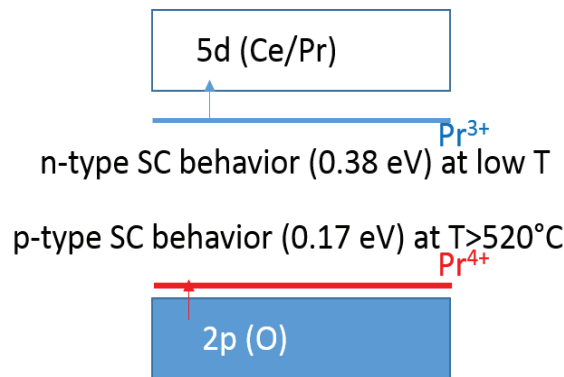 5d (Ce/Pr)
Pr³⁺
n-type SC behavior (0.38 eV) at low T
p-type SC behavior (0.17 eV) at T>520°C
Pr⁴⁺
2p (O)